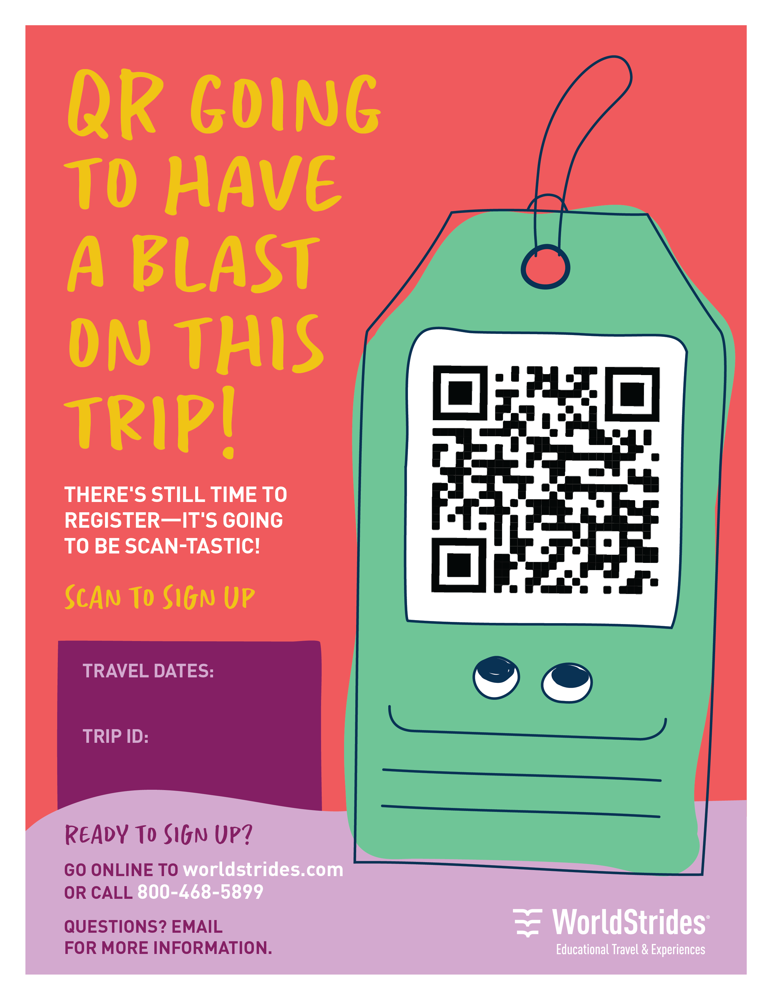 QR GOING
TO HAVE
A BLAST
ON THIS
TRIP!
THERE'S STILL TIME TO
REGISTER—IT'S GOING
TO BE SCAN-TASTIC!
SCAN TO SIGN UP
TRAVEL DATES:
TRIP ID:
READY TO SIGN UP?
GO ONLINE TO worldstrides.com
OR CALL 800-468-5899
QUESTIONS? EMAIL
FOR MORE INFORMATION.
WorldStrides®
Educational Travel & Experiences